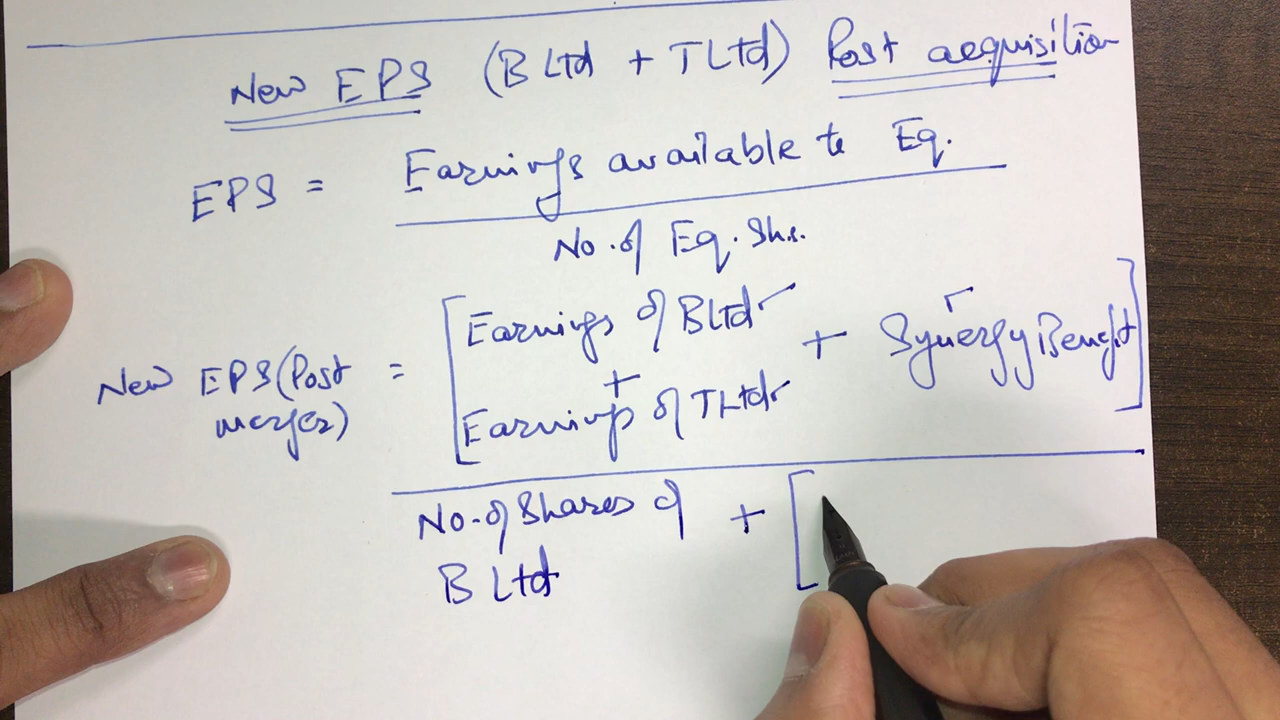 New EPS (B Ltd + T Ltd) Post acquisition
EPS = Earnings available to Eq.
No. of Eq. Shs.
New EPS (Post merger) = [Earnings of B Ltd + Earnings of T Ltd + Synergy Benefit]
No. of Shares of B Ltd + [